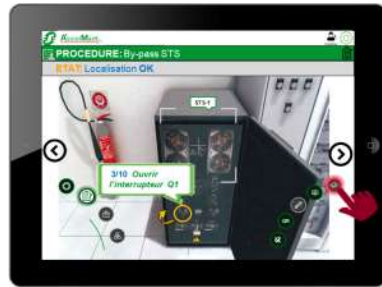 PROCEDURE: By-pass STS
ETAT: Localisation OK
STS-1
3/10 Ouvrir
l'interrupteur Q1